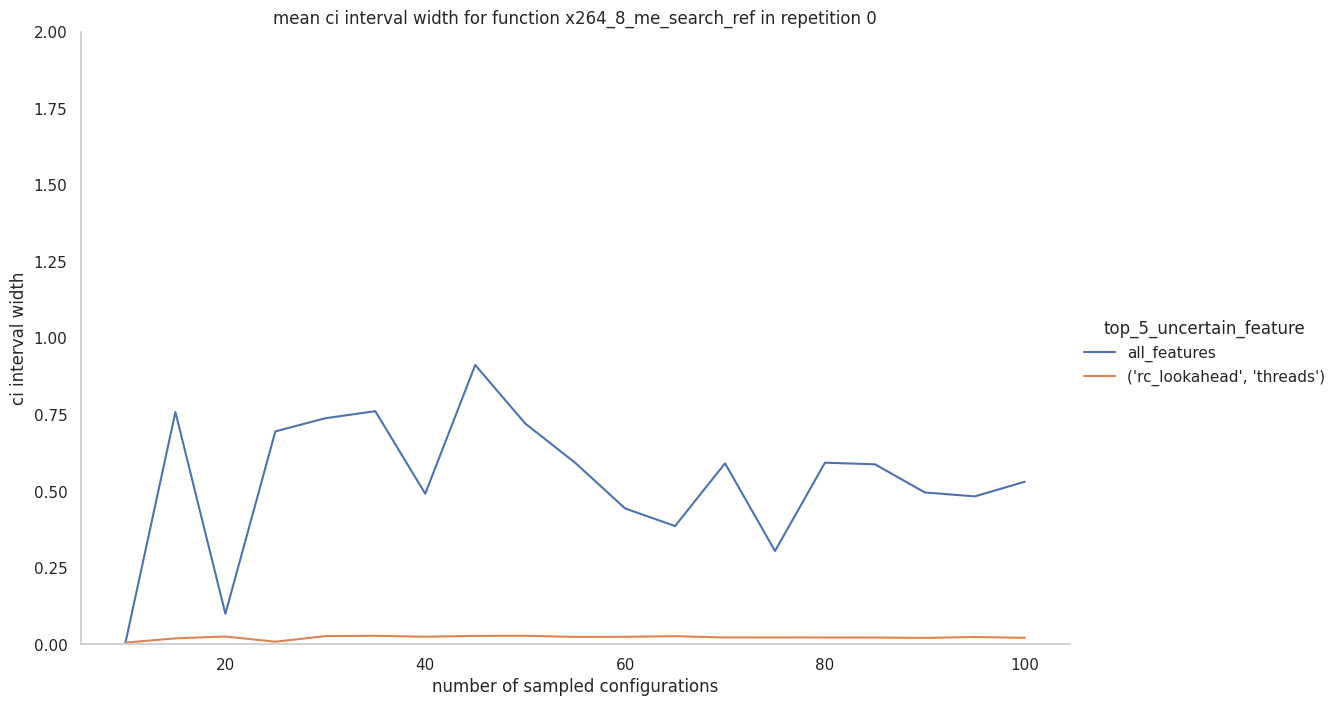 mean ci interval width for function x264_8_me_search_ref in repetition 0
2.00
1.75
1.50
1.25
1.00
0.75
0.50
0.25
0.00
ci interval width
20
40
60
80
100
number of sampled configurations
top_5_uncertain_feature
all_features
('rc_lookahead', 'threads')